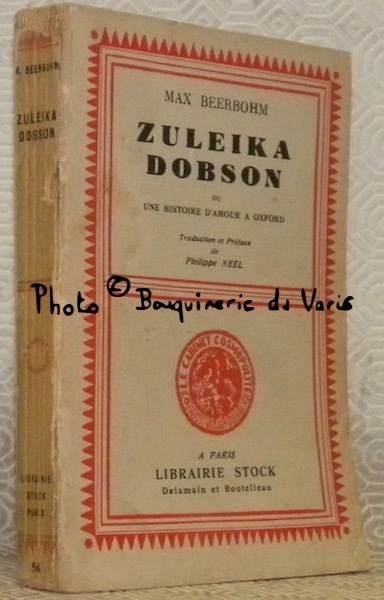 M. BEERBOHM
ZULEIKA
DOBSON
LIBRAIRIE
STOCK
PARIS
54
MAX BEERBOHM
ZULEIKA
DOBSON
OU
UNE HISTOIRE D'AMOUR A OXFORD
Traduction et Préface
de
Philippe NEEL
LE CABINET COSMOPOLITE
A PARIS
LIBRAIRIE STOCK
Delamain et Boutelleau
Photo © Bouquinerie du Varis